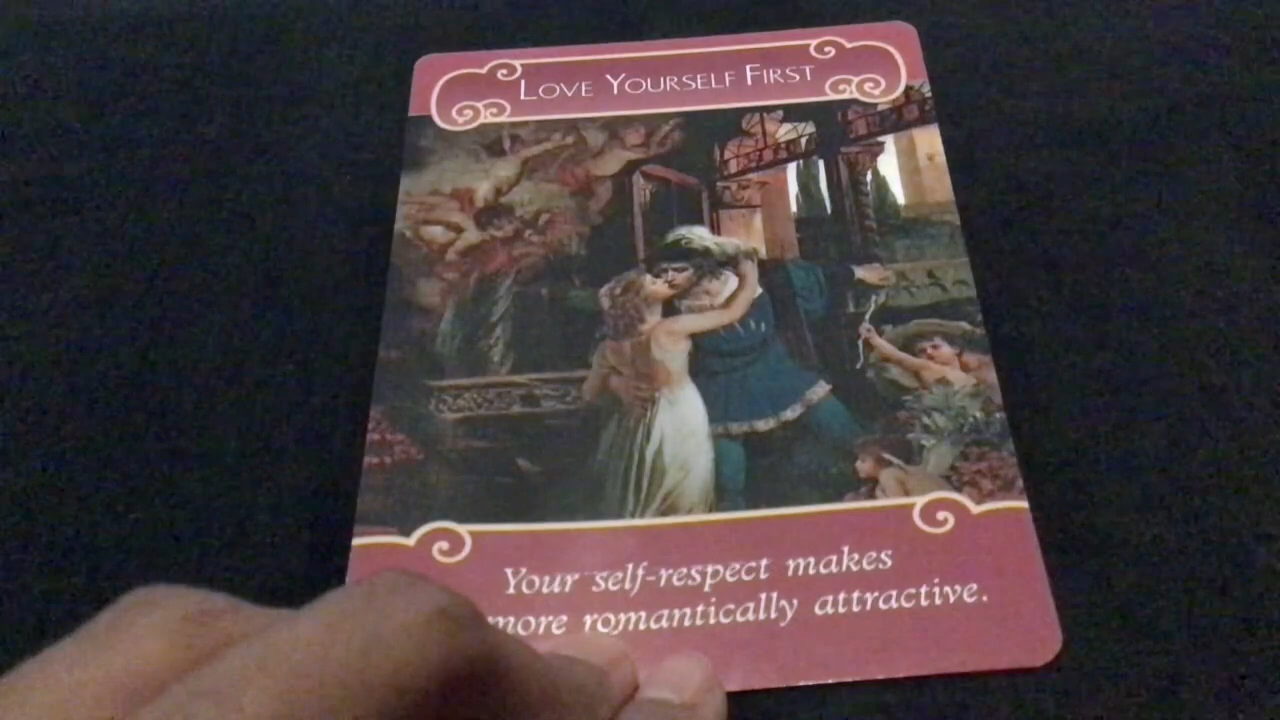 LOVE YOURSELF FIRST
Your self-respect makes
more romantically attractive.